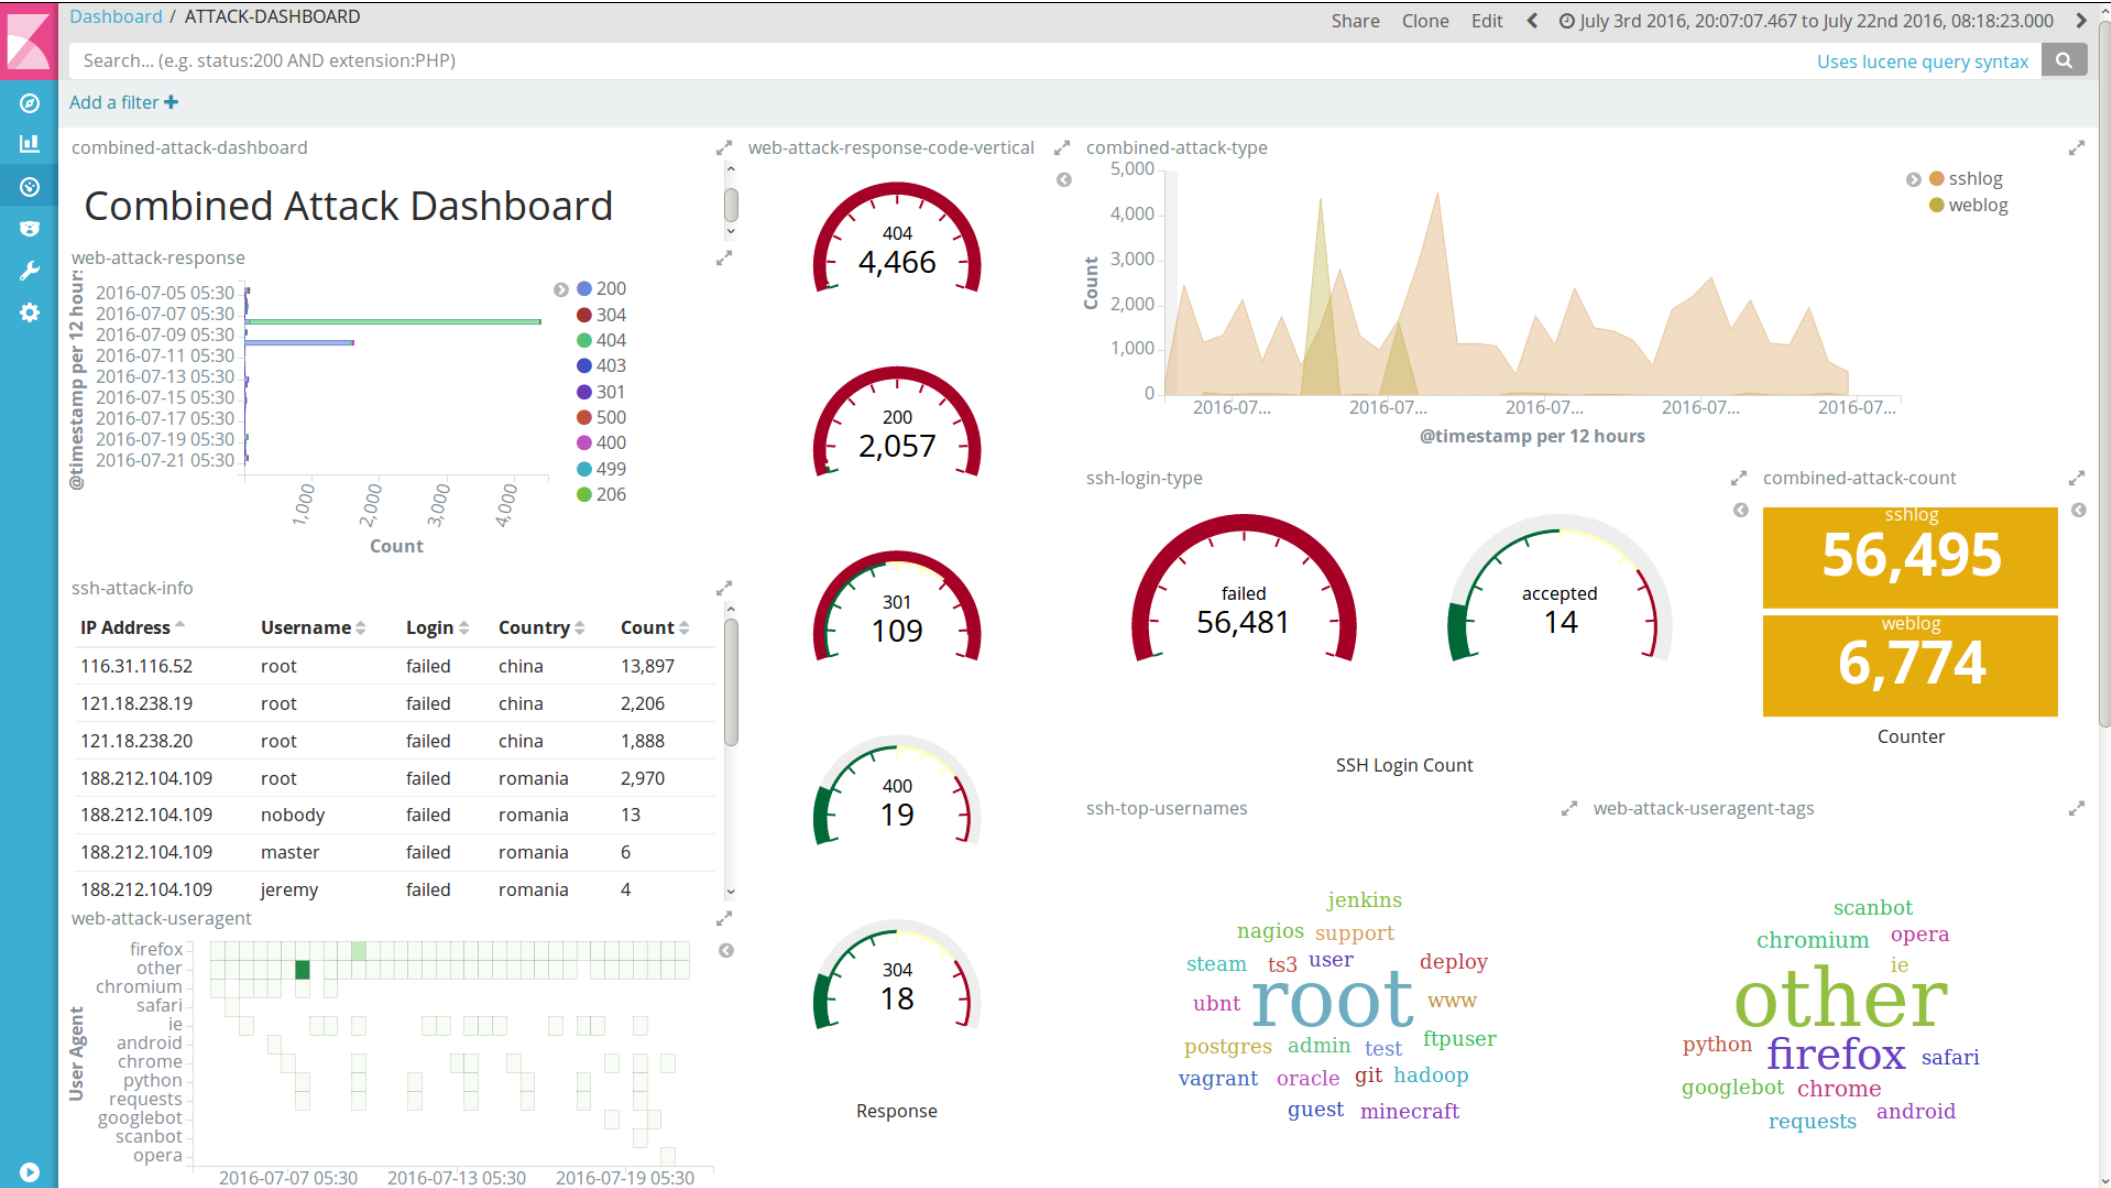 Dashboard / ATTACK-DASHBOARD
Share Clone Edit July 3rd 2016, 20:07:07.467 to July 22nd 2016, 08:18:23.000
Search... (e.g. status:200 AND extension:PHP)
Uses lucene query syntax
Add a filter +
combined-attack-dashboard
Combined Attack Dashboard
web-attack-response
@timestamp per 12 hours
2016-07-05 05:30
2016-07-07 05:30
2016-07-09 05:30
2016-07-11 05:30
2016-07-13 05:30
2016-07-15 05:30
2016-07-17 05:30
2016-07-19 05:30
2016-07-21 05:30
1,000
2,000
3,000
4,000
Count
200
304
404
403
301
500
400
499
206
ssh-attack-info
IP Address Username Login Country Count
116.31.116.52 root failed china 13,897
121.18.238.19 root failed china 2,206
121.18.238.20 root failed china 1,888
188.212.104.109 root failed romania 2,970
188.212.104.109 nobody failed romania 13
188.212.104.109 master failed romania 6
188.212.104.109 jeremy failed romania 4
web-attack-useragent
User Agent
firefox
other
chromium
safari
ie
android
chrome
python
requests
googlebot
scanbot
opera
2016-07-07 05:30 2016-07-13 05:30 2016-07-19 05:30
web-attack-response-code-vertical
404
4,466
200
2,057
301
109
400
19
304
18
Response
combined-attack-type
Count
5,000
4,000
3,000
2,000
1,000
0
2016-07... 2016-07... 2016-07... 2016-07... 2016-07...
@timestamp per 12 hours
sshlog
weblog
ssh-login-type
failed
56,481
accepted
14
SSH Login Count
combined-attack-count
sshlog
56,495
weblog
6,774
Counter
ssh-top-usernames
jenkins
nagios support
steam ts3 user deploy
ubnt root www
postgres admin test ftpuser
vagrant oracle git hadoop
guest minecraft
web-attack-useragent-tags
scanbot
chromium opera
ie
other
python firefox safari
googlebot chrome
requests android